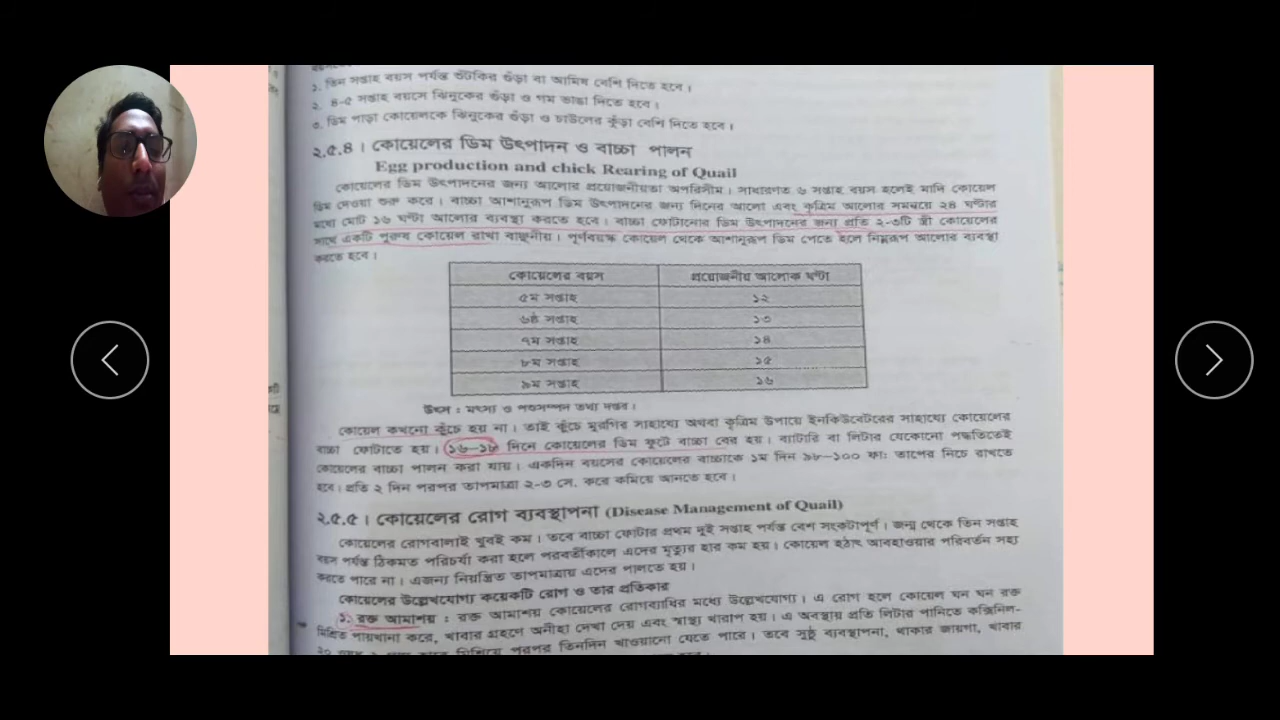 ১. তিন সপ্তাহ বয়স পর্যন্ত শুঁটকির গুঁড়া বা আমিষ বেশি দিতে হবে।
২. ৪-৫ সপ্তাহ বয়সে ঝিনুকের গুঁড়া ও গম ভাঙা দিতে হবে।
৩. ডিম পাড়া কোয়েলকে ঝিনুকের গুঁড়া ও চাউলের কুঁড়া বেশি দিতে হবে।
২.৫.৪। কোয়েলের ডিম উৎপাদন ও বাচ্চা পালন
Egg production and chick Rearing of Quail
কোয়েলের ডিম উৎপাদনের জন্য আলোর প্রয়োজনীয়তা অপরিসীম। সাধারণত ৬ সপ্তাহ বয়স হলেই মাদি কোয়েল
ডিম দেওয়া শুরু করে। বাচ্চা আশানুরূপ ডিম উৎপাদনের জন্য দিনের আলো এবং কৃত্রিম আলোর সমন্বয়ে ২৪ ঘণ্টার
মধ্যে মোট ১৬ ঘণ্টা আলোর ব্যবস্থা করতে হবে। বাচ্চা ফোটানোর ডিম উৎপাদনের জন্য প্রতি ২-৩টি স্ত্রী কোয়েলের
সাথে একটি পুরুষ কোয়েল রাখা বাঞ্ছনীয়। পূর্ণবয়স্ক কোয়েল থেকে আশানুরূপ ডিম পেতে হলে নিম্নরূপ আলোর ব্যবস্থা
করতে হবে।
কোয়েলের বয়স প্রয়োজনীয় আলোক ঘণ্টা
৫ম সপ্তাহ ১২
৬ষ্ঠ সপ্তাহ ১৩
৭ম সপ্তাহ ১৪
৮ম সপ্তাহ ১৫
৯ম সপ্তাহ ১৬
উৎস : মৎস্য ও পশুসম্পদ তথ্য দপ্তর।
কোয়েল কখনো কুঁচে হয় না। তাই কুঁচে মুরগির সাহায্যে অথবা কৃত্রিম উপায়ে ইনকিউবেটরের সাহায্যে কোয়েলের
বাচ্চা ফোটাতে হয়। ১৬–১৮ দিনে কোয়েলের ডিম ফুটে বাচ্চা বের হয়। ব্যাটারি বা লিটার যেকোনো পদ্ধতিতেই
কোয়েলের বাচ্চা পালন করা যায়। একদিন বয়সের কোয়েলের বাচ্চাকে ১ম দিন ৯৮–১০০ ফা: তাপের নিচে রাখতে
হবে। প্রতি ২ দিন পরপর তাপমাত্রা ২-৩ সে. করে কমিয়ে আনতে হবে।
২.৫.৫। কোয়েলের রোগ ব্যবস্থাপনা (Disease Management of Quail)
কোয়েলের রোগবালাই খুবই কম। তবে বাচ্চা ফোটার প্রথম দুই সপ্তাহ পর্যন্ত বেশ সংকটাপূর্ণ। জন্ম থেকে তিন সপ্তাহ
বয়স পর্যন্ত ঠিকমত পরিচর্যা করা হলে পরবর্তীকালে এদের মৃত্যুর হার কম হয়। কোয়েল হঠাৎ আবহাওয়ার পরিবর্তন সহ্য
করতে পারে না। এজন্য নিয়ন্ত্রিত তাপমাত্রায় এদের পালতে হয়।
কোয়েলের উল্লেখযোগ্য কয়েকটি রোগ ও তার প্রতিকার
১. রক্ত আমাশয় : রক্ত আমাশয় কোয়েলের রোগব্যাধির মধ্যে উল্লেখযোগ্য। এ রোগ হলে কোয়েল ঘন ঘন রক্ত
মিশ্রিত পায়খানা করে, খাবার গ্রহণে অনীহা দেখা দেয় এবং স্বাস্থ্য খারাপ হয়। এ অবস্থায় প্রতি লিটার পানিতে কক্সিনিল-
২০ মিশিয়ে পরপর তিনদিন খাওয়ানো যেতে পারে। তবে সুষ্ঠু ব্যবস্থাপনা, থাকার জায়গা, খাবার